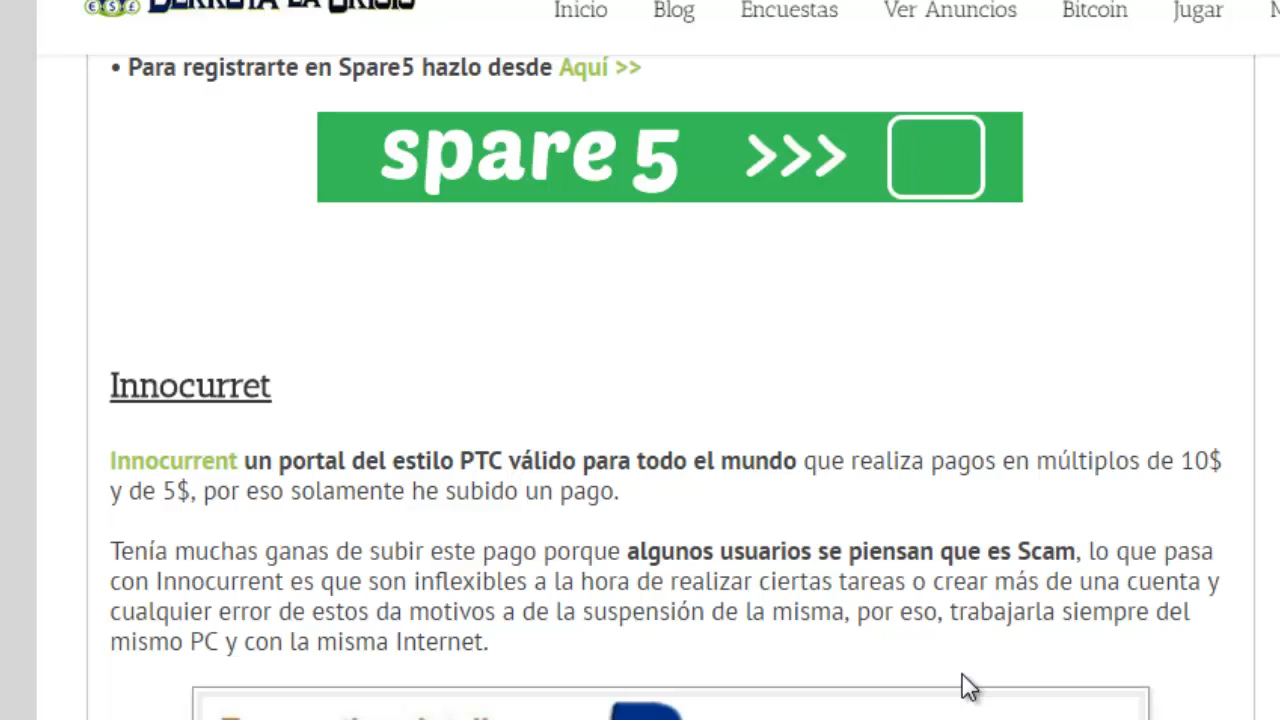 DERROTA LA CRISIS
Inicio Blog Encuestas Ver Anuncios Bitcoin Jugar
• Para registrarte en Spare5 hazlo desde Aquí >>
spare5 >>>
Innocurret
Innocurrent un portal del estilo PTC válido para todo el mundo que realiza pagos en múltiplos de 10$
y de 5$, por eso solamente he subido un pago.
Tenía muchas ganas de subir este pago porque algunos usuarios se piensan que es Scam, lo que pasa
con Innocurrent es que son inflexibles a la hora de realizar ciertas tareas o crear más de una cuenta y
cualquier error de estos da motivos a de la suspensión de la misma, por eso, trabajarla siempre del
mismo PC y con la misma Internet.